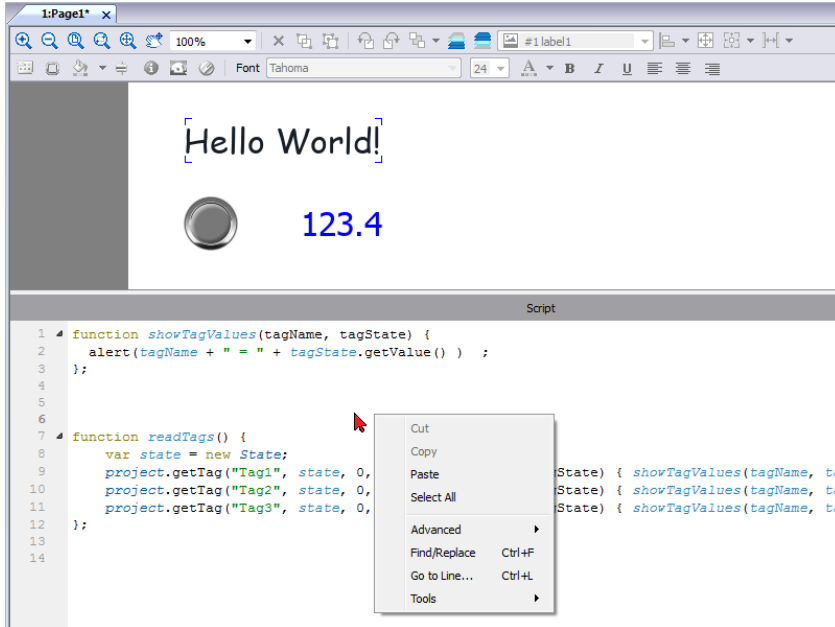 1:Page1* x
100% #1 label1
Font Tahoma 24 A B I U
Hello World!
123.4
Script
1 function showTagValues(tagName, tagState) {
2 alert(tagName + " = " + tagState.getValue() ) ;
3 };
4
5
6
7 function readTags() {
8 var state = new State;
9 project.getTag("Tag1", state, 0, State) { showTagValues(tagName,
10 project.getTag("Tag2", state, 0, State) { showTagValues(tagName,
11 project.getTag("Tag3", state, 0, State) { showTagValues(tagName,
12 };
13
14
Cut
Copy
Paste
Select All
Advanced
Find/Replace Ctrl+F
Go to Line... Ctrl+L
Tools